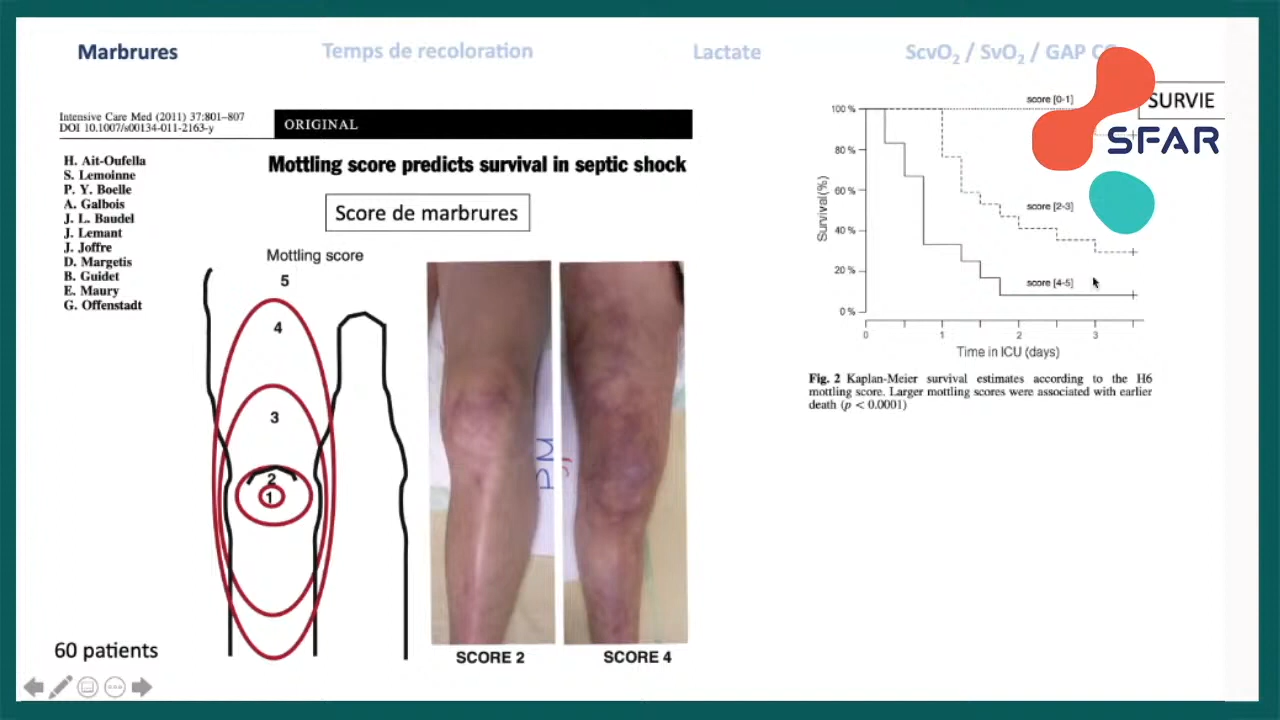 Marbrures
Temps de recoloration
Lactate
ScvO₂ / SvO₂ / GAP
Intensive Care Med (2011) 37:801–807
DOI 10.1007/s00134-011-2163-y
ORIGINAL
H. Ait-Oufella
S. Lemoinne
P. Y. Boelle
A. Galbois
J. L. Baudel
J. Lemant
J. Joffre
D. Margetis
B. Guidet
E. Maury
G. Offenstadt
Mottling score predicts survival in septic shock
Score de marbrures
Mottling score
5
4
3
2
1
PM
SCORE 2
SCORE 4
60 patients
SURVIE
SFAR
Survival(%)
100 %
80 %
60 %
40 %
20 %
0 %
score [0-1]
score [2-3]
score [4-5]
0
1
2
3
Time in ICU (days)
Fig. 2 Kaplan-Meier survival estimates according to the H6
mottling score. Larger mottling scores were associated with earlier
death (p < 0.0001)